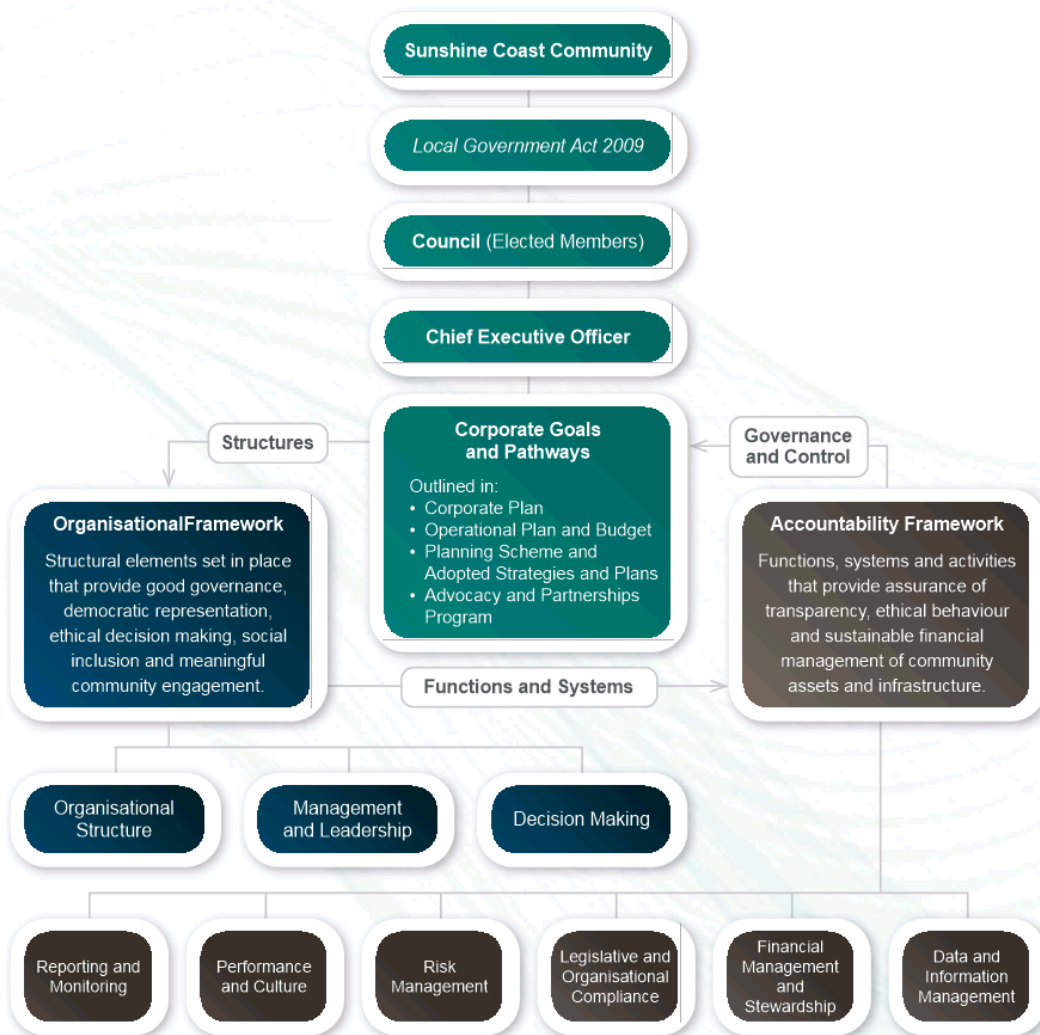 Sunshine Coast Community
Local Government Act 2009
Council (Elected Members)
Chief Executive Officer
Structures
Corporate Goals
and Pathways
Outlined in:
• Corporate Plan
• Operational Plan and Budget
• Planning Scheme and
Adopted Strategies and Plans
• Advocacy and Partnerships
Program
Governance
and Control
OrganisationalFramework
Structural elements set in place
that provide good governance,
democratic representation,
ethical decision making, social
inclusion and meaningful
community engagement.
Functions and Systems
Accountability Framework
Functions, systems and activities
that provide assurance of
transparency, ethical behaviour
and sustainable financial
management of community
assets and infrastructure.
Organisational
Structure
Management
and Leadership
Decision Making
Reporting and
Monitoring
Performance
and Culture
Risk
Management
Legislative and
Organisational
Compliance
Financial
Management
and
Stewardship
Data and
Information
Management